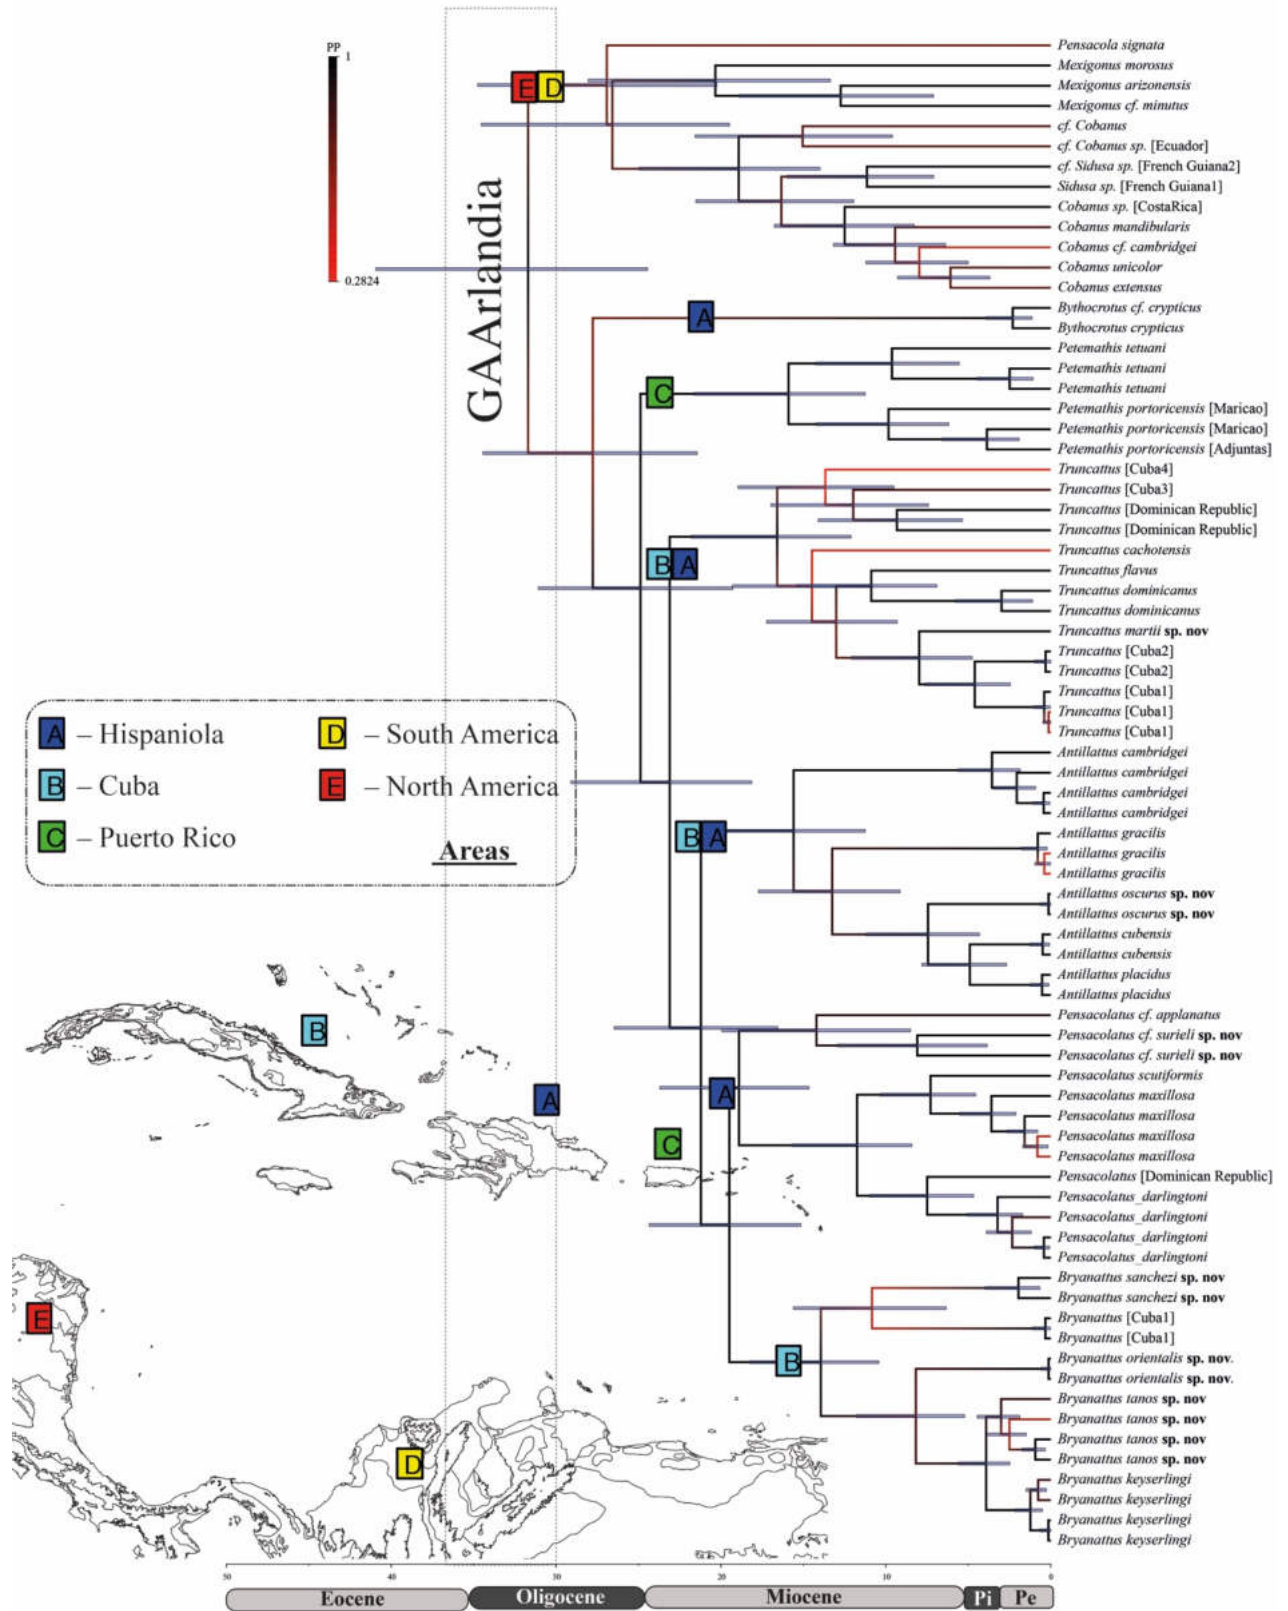 PP
1
0.2824
GAArlandia
E D
A
C
B A
B A
A
B
Pensacola signata
Mexigonus morosus
Mexigonus arizonensis
Mexigonus cf. minutus
cf. Cobanus
cf. Cobanus sp. [Ecuador]
cf. Sidusa sp. [French Guiana2]
Sidusa sp. [French Guiana1]
Cobanus sp. [CostaRica]
Cobanus mandibularis
Cobanus cf. cambridgei
Cobanus unicolor
Cobanus extensus
Bythocrotus cf. crypticus
Bythocrotus crypticus
Petemathis tetuani
Petemathis tetuani
Petemathis tetuani
Petemathis portoricensis [Maricao]
Petemathis portoricensis [Maricao]
Petemathis portoricensis [Adjuntas]
Truncattus [Cuba4]
Truncattus [Cuba3]
Truncattus [Dominican Republic]
Truncattus [Dominican Republic]
Truncattus cachotensis
Truncattus flavus
Truncattus dominicanus
Truncattus dominicanus
Truncattus martii sp. nov
Truncattus [Cuba2]
Truncattus [Cuba2]
Truncattus [Cuba1]
Truncattus [Cuba1]
Truncattus [Cuba1]
Antillattus cambridgei
Antillattus cambridgei
Antillattus cambridgei
Antillattus cambridgei
Antillattus gracilis
Antillattus gracilis
Antillattus gracilis
Antillattus oscurus sp. nov
Antillattus oscurus sp. nov
Antillattus cubensis
Antillattus cubensis
Antillattus placidus
Antillattus placidus
Pensacolatus cf. applanatus
Pensacolatus cf. surieli sp. nov
Pensacolatus cf. surieli sp. nov
Pensacolatus scutiformis
Pensacolatus maxillosa
Pensacolatus maxillosa
Pensacolatus maxillosa
Pensacolatus maxillosa
Pensacolatus [Dominican Republic]
Pensacolatus_darlingtoni
Pensacolatus_darlingtoni
Pensacolatus_darlingtoni
Pensacolatus_darlingtoni
Bryanattus sanchezi sp. nov
Bryanattus sanchezi sp. nov
Bryanattus [Cuba1]
Bryanattus [Cuba1]
Bryanattus orientalis sp. nov.
Bryanattus orientalis sp. nov.
Bryanattus tanos sp. nov
Bryanattus tanos sp. nov
Bryanattus tanos sp. nov
Bryanattus tanos sp. nov
Bryanattus keyserlingi
Bryanattus keyserlingi
Bryanattus keyserlingi
Bryanattus keyserlingi
A – Hispaniola
D – South America
B – Cuba
E – North America
C – Puerto Rico
Areas
B
A
C
E
D
50 40 30 20 10 0
Eocene Oligocene Miocene Pi Pe